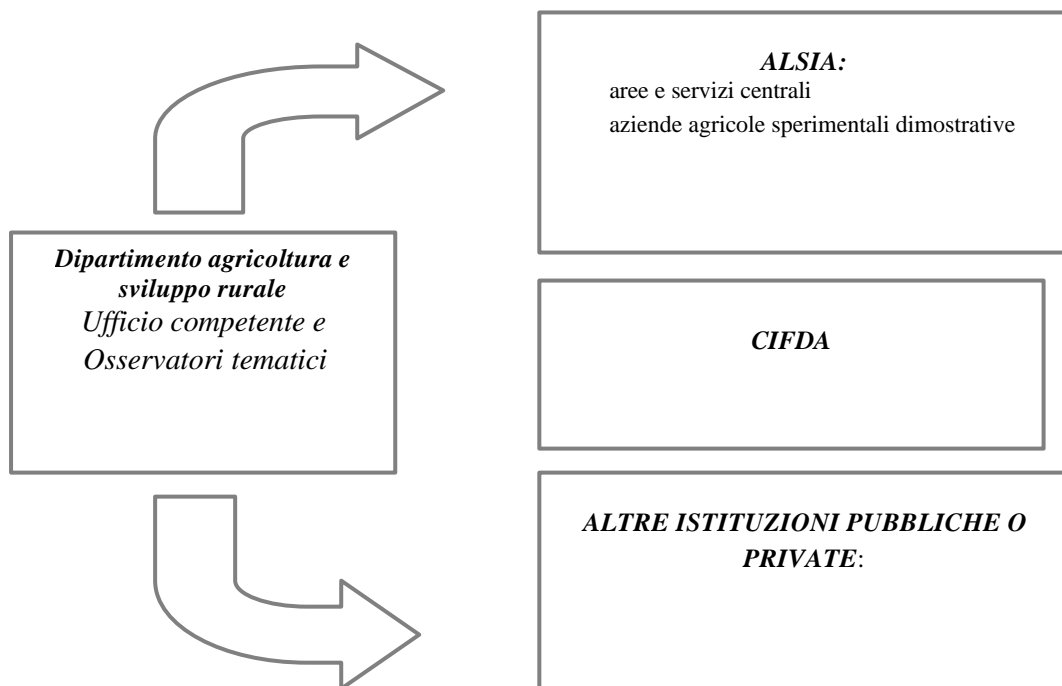 ALSIA:
aree e servizi centrali
aziende agricole sperimentali dimostrative
Dipartimento agricoltura e
sviluppo rurale
Ufficio competente e
Osservatori tematici
CIFDA
ALTRE ISTITUZIONI PUBBLICHE O
PRIVATE: